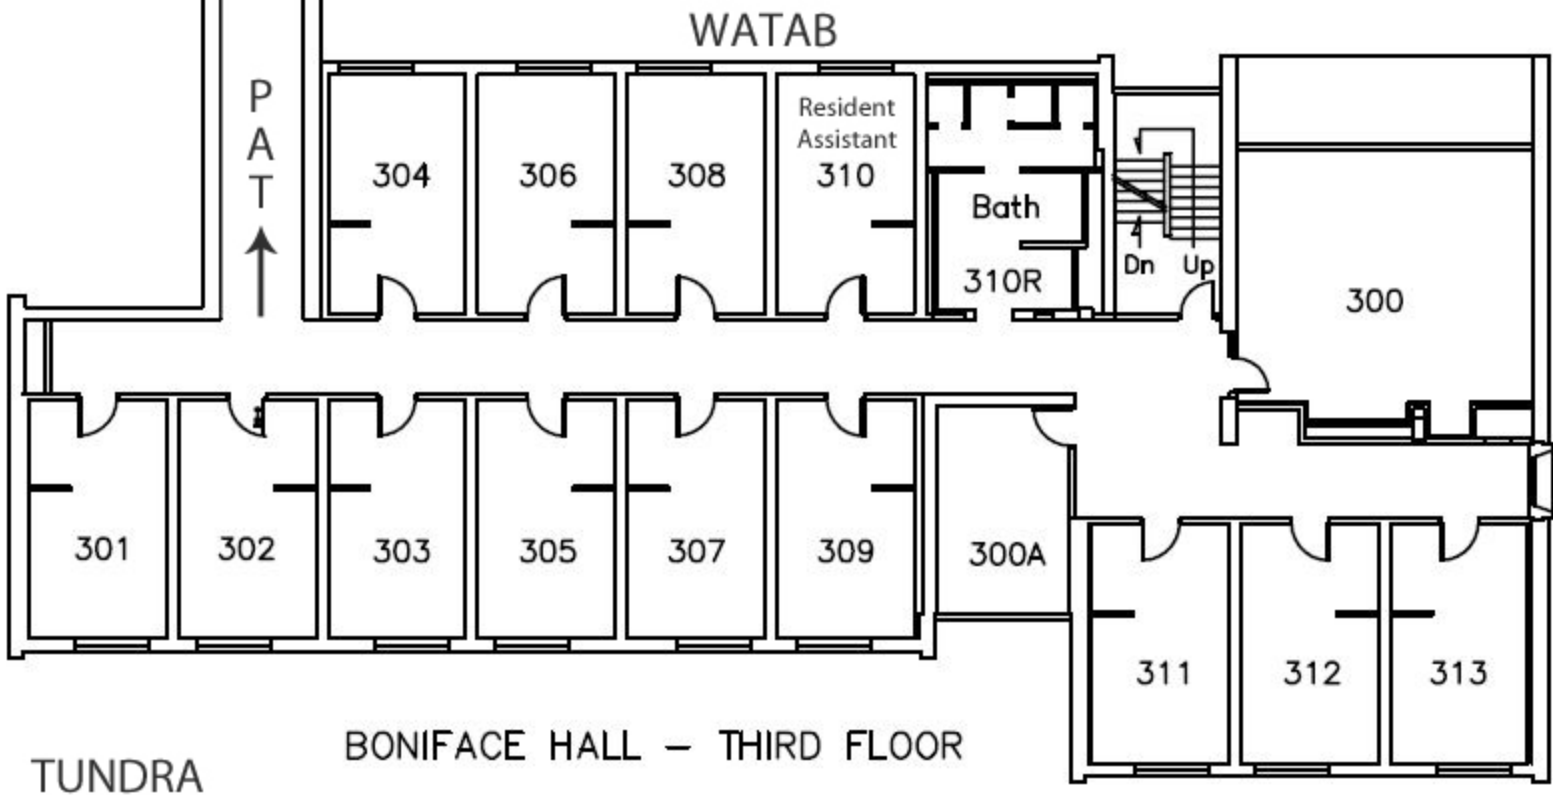 WATAB
P
A
T
Resident
Assistant
304
306
308
310
Bath
310R
Dn
Up
300
301
302
303
305
307
309
300A
311
312
313
BONIFACE HALL – THIRD FLOOR
TUNDRA